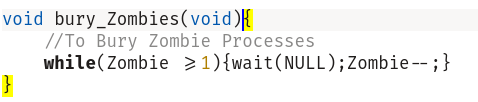 void bury_Zombies(void){
    //To Bury Zombie Processes
    while(Zombie >=1){wait(NULL);Zombie--;}
}